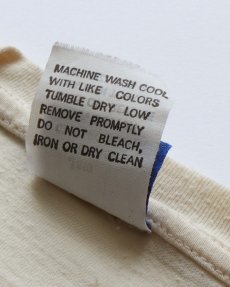 MACHINE WASH COOL
WITH LIKE COLORS
TUMBLE DRY LOW
REMOVE PROMPTLY
DO NOT BLEACH,
IRON OR DRY CLEAN